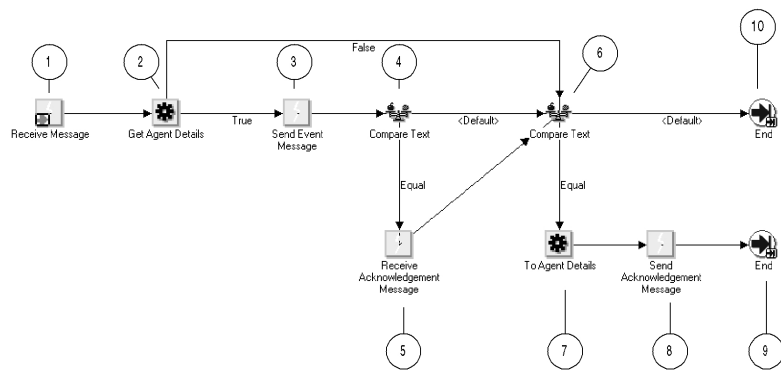 1
2
3
4
6
10
False
True
<Default>
<Default>
Receive Message
Get Agent Details
Send Event
Message
Compare Text
Compare Text
End
Equal
Equal
Receive
Acknowledgement
Message
To Agent Details
Send
Acknowledgement
Message
End
5
7
8
9